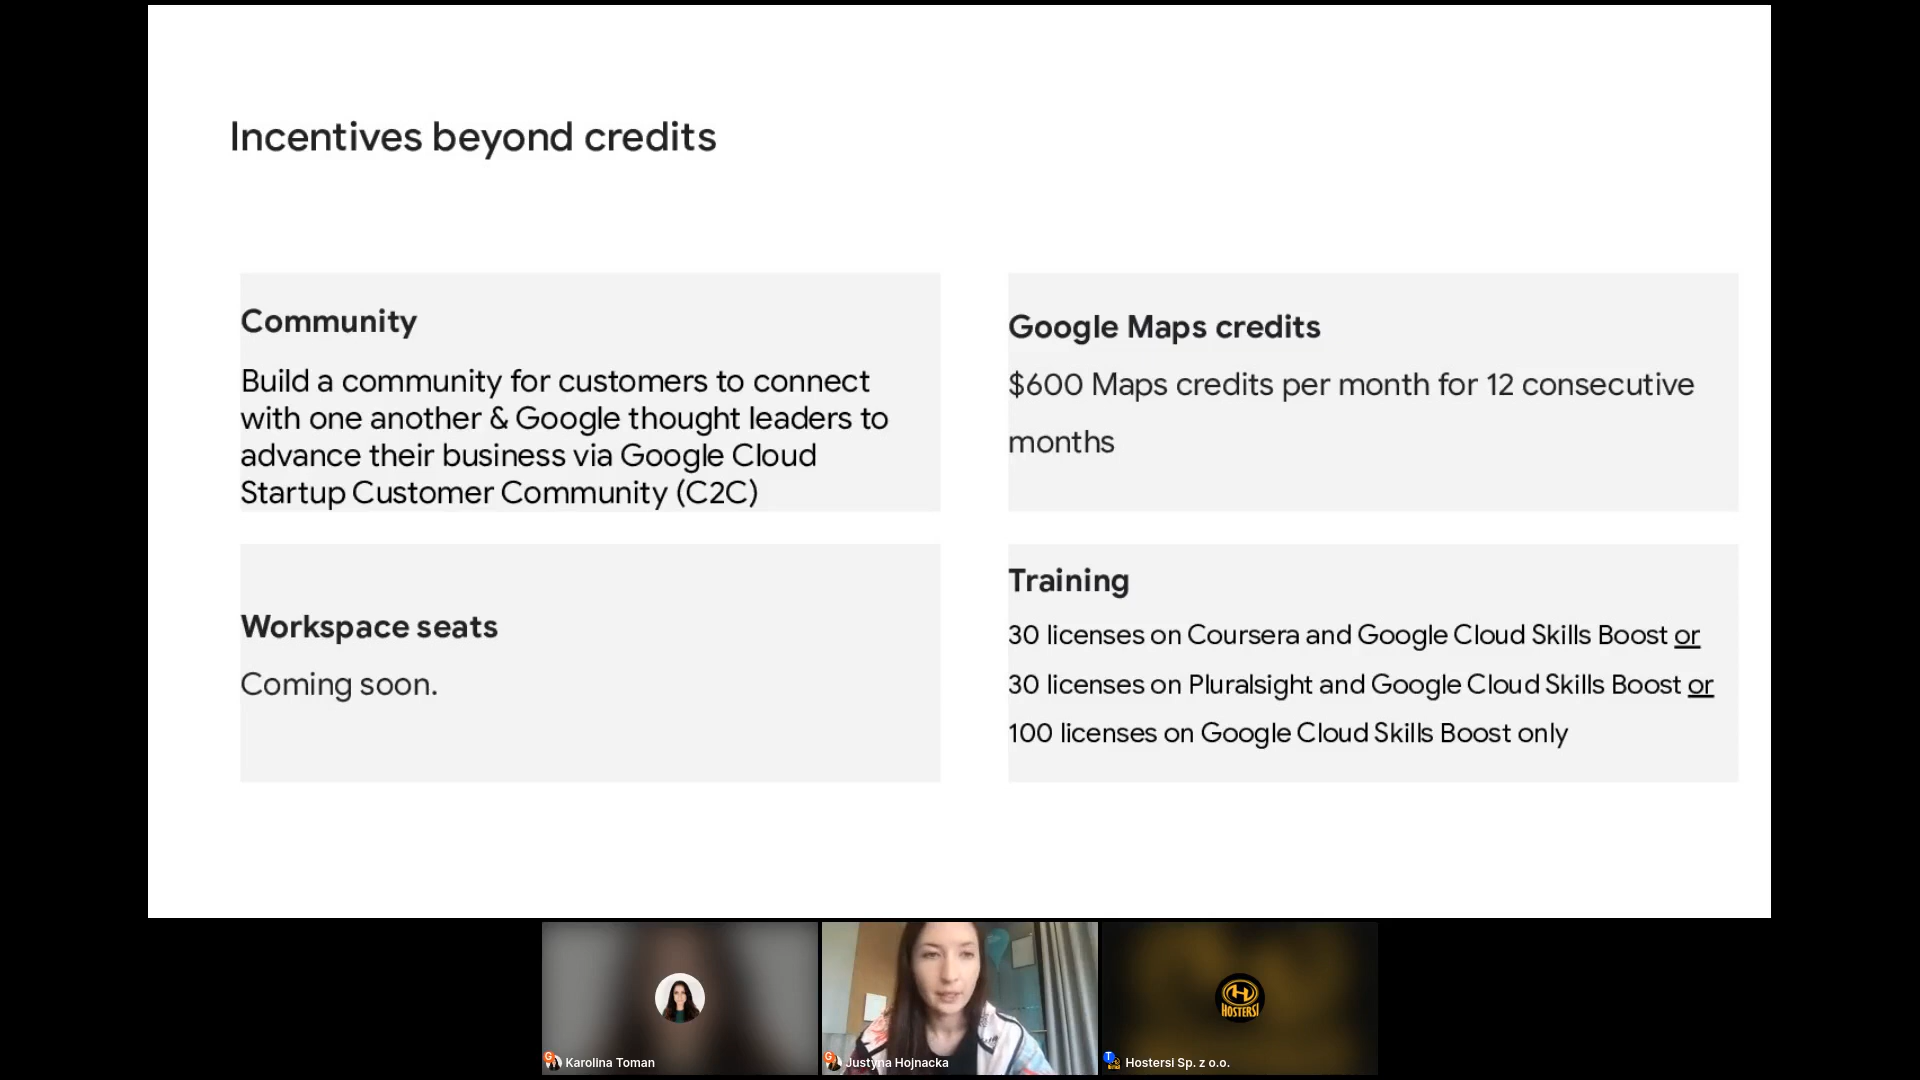 Incentives beyond credits
Community
Build a community for customers to connect
with one another & Google thought leaders to
advance their business via Google Cloud
Startup Customer Community (C2C)
Google Maps credits
$600 Maps credits per month for 12 consecutive
months
Workspace seats
Coming soon.
Training
30 licenses on Coursera and Google Cloud Skills Boost or
30 licenses on Pluralsight and Google Cloud Skills Boost or
100 licenses on Google Cloud Skills Boost only
HOSTERSI
G Karolina Toman
G Justyna Hojnacka
T Hostersi Sp. z o.o.